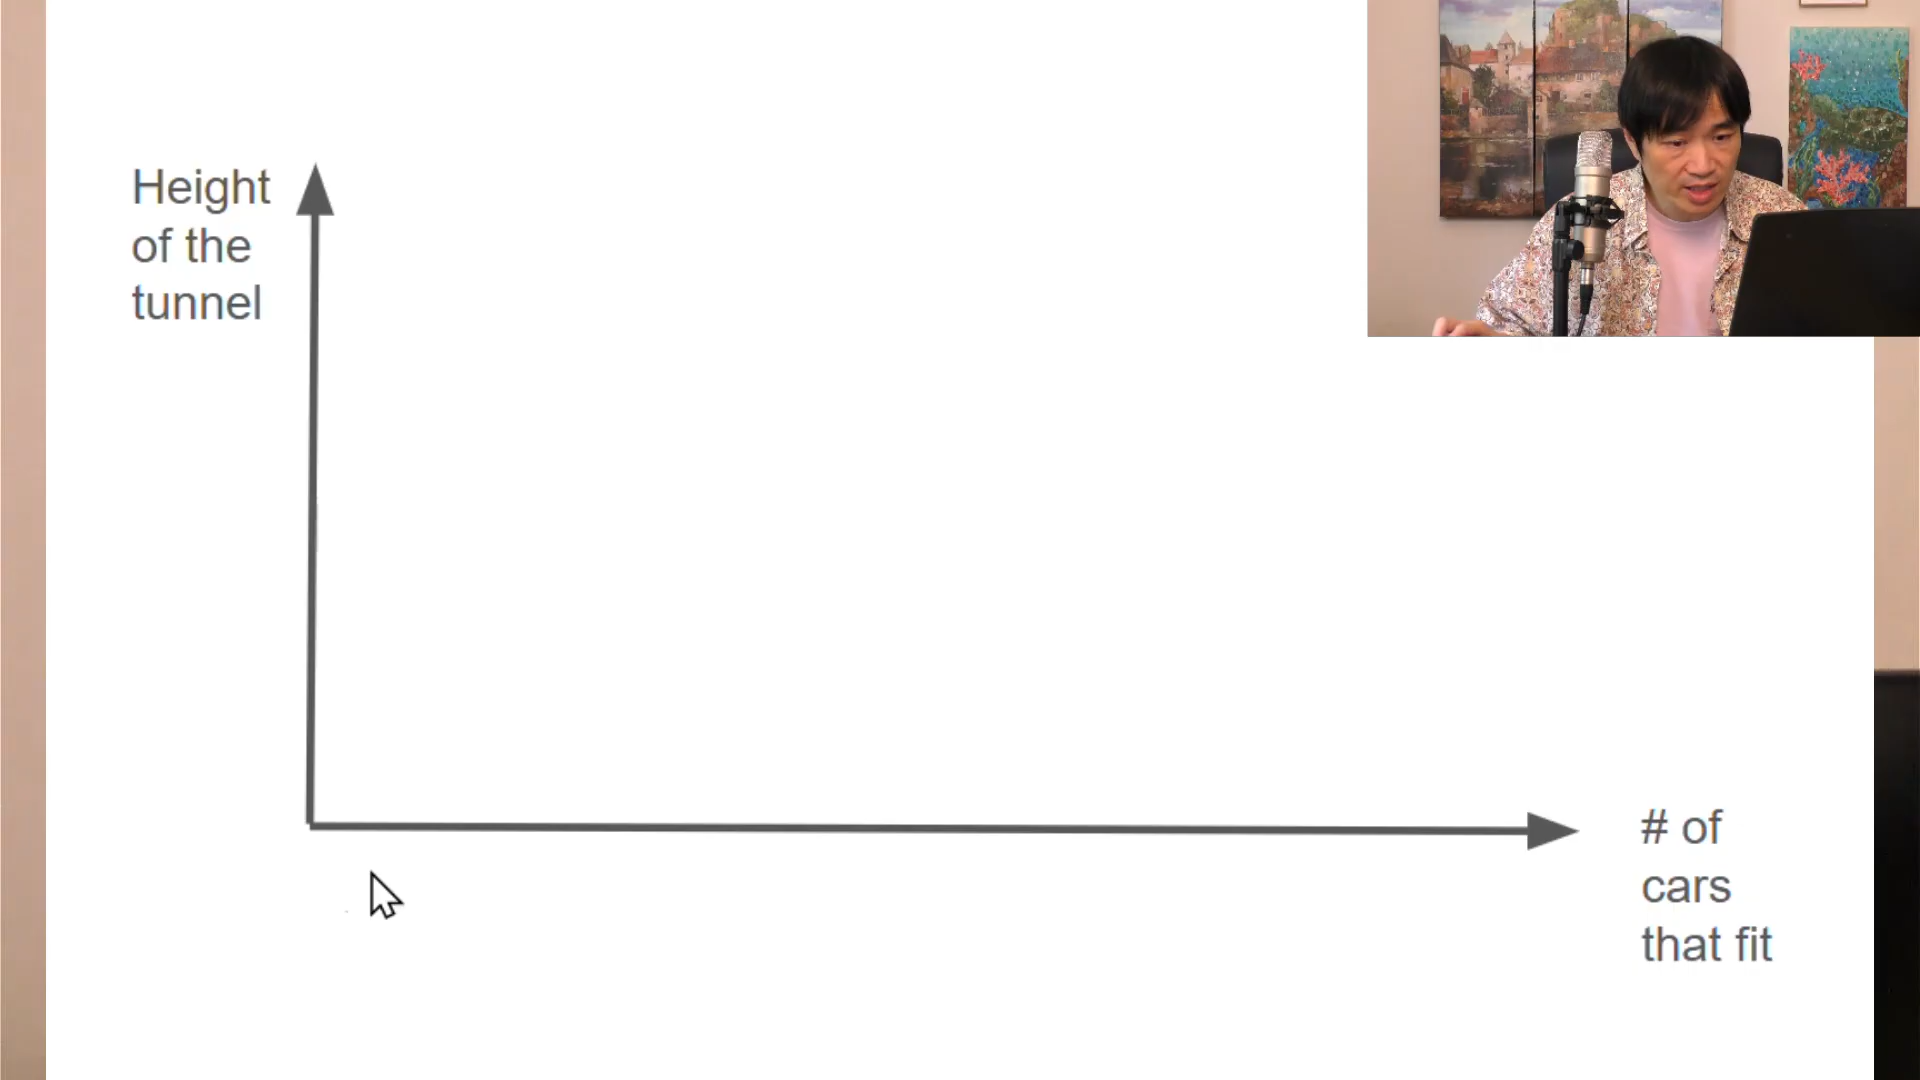 Height
of the
tunnel
# of
cars
that fit